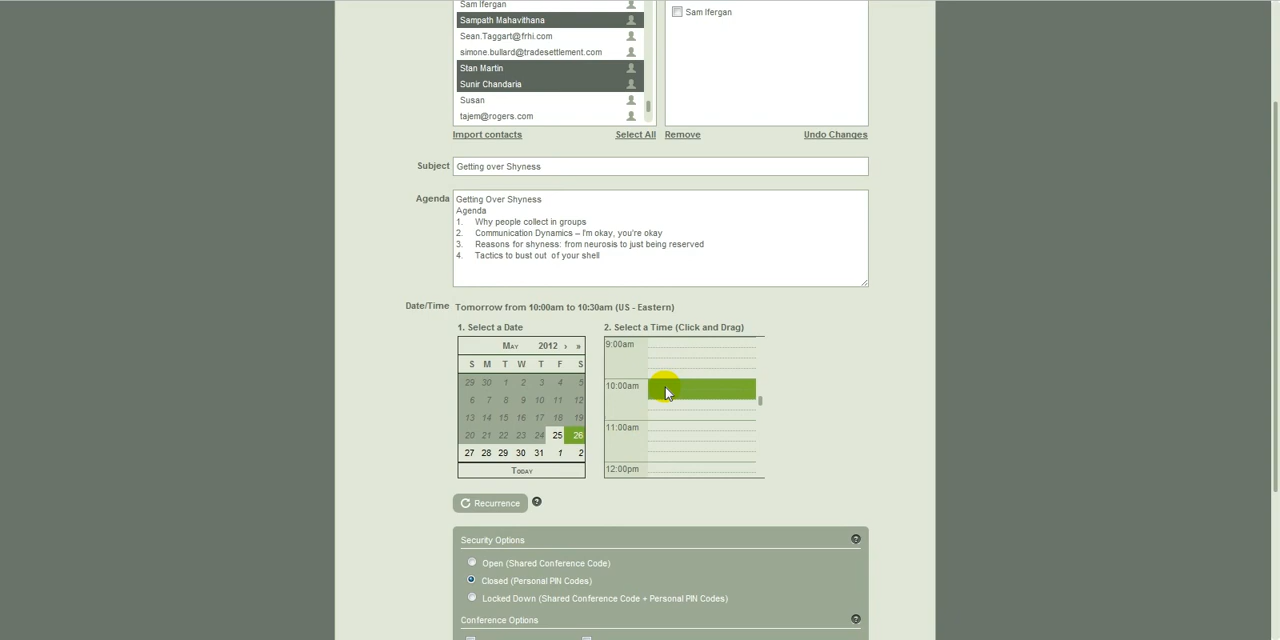 Sam Ifergan
Sampath Mahavithana
Sean.Taggart@frhi.com
simone.bullard@tradesettlement.com
Stan Martin
Sunir Chandaria
Susan
tajem@rogers.com
Sam Ifergan
Import contacts Select All Remove Undo Changes
Subject Getting over Shyness
Agenda Getting Over Shyness
Agenda
1. Why people collect in groups
2. Communication Dynamics – I'm okay, you're okay
3. Reasons for shyness: from neurosis to just being reserved
4. Tactics to bust out of your shell
Date/Time Tomorrow from 10:00am to 10:30am (US - Eastern)
1. Select a Date 2. Select a Time (Click and Drag)
May 2012 › »
S M T W T F S
29 30 1 2 3 4 5
6 7 8 9 10 11 12
13 14 15 16 17 18 19
20 21 22 23 24 25 26
27 28 29 30 31 1 2
Today
9:00am
10:00am
11:00am
12:00pm
Recurrence ?
Security Options ?
Open (Shared Conference Code)
Closed (Personal PIN Codes)
Locked Down (Shared Conference Code + Personal PIN Codes)
Conference Options ?